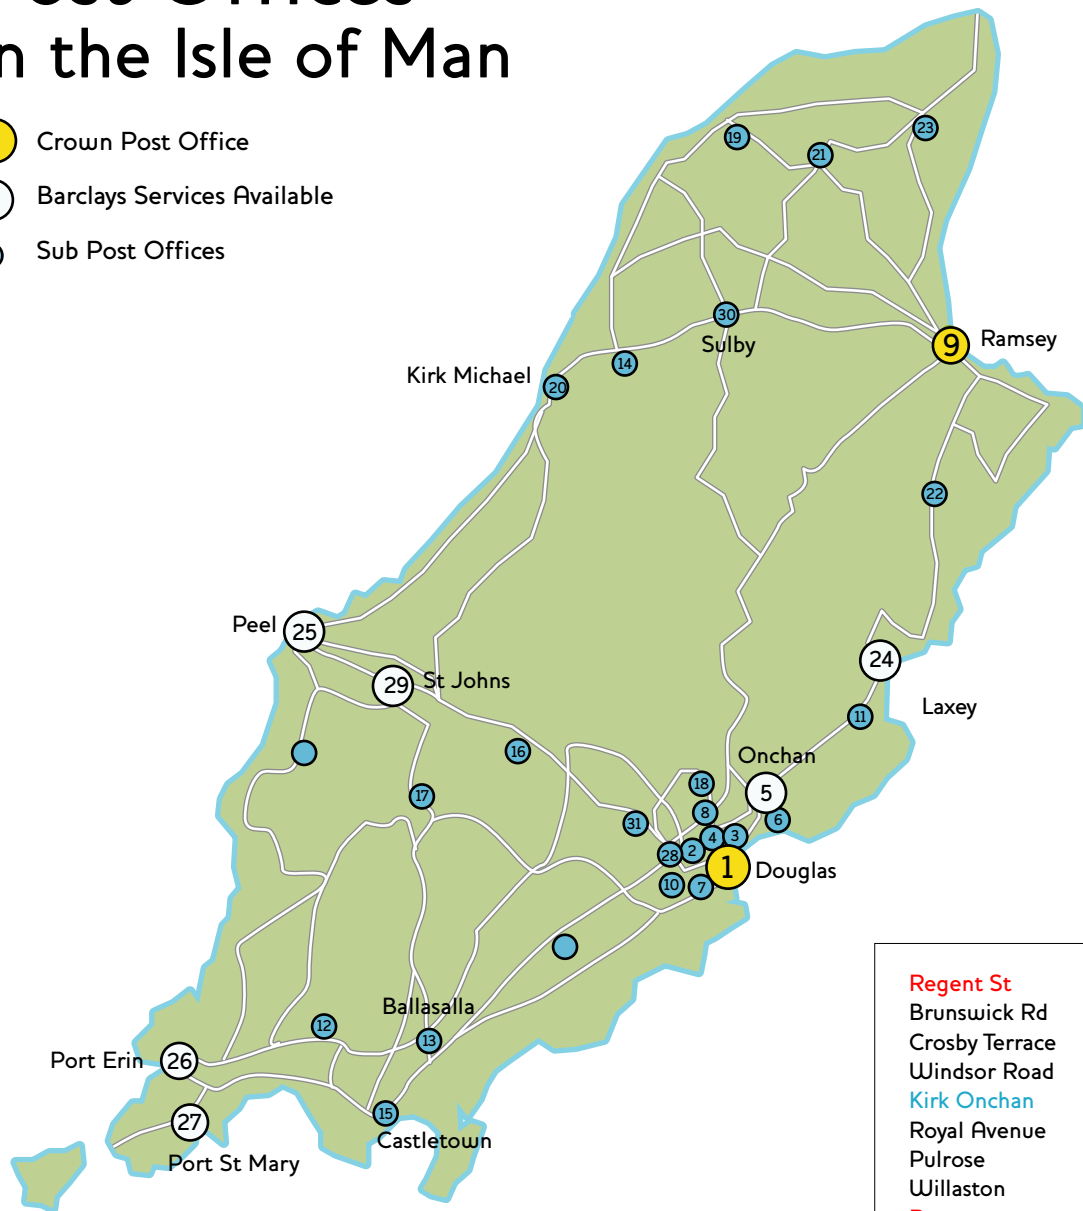 n the Isle of Man
Crown Post Office
Barclays Services Available
Sub Post Offices
23
19
21
30
Sulby
9
Ramsey
14
Kirk Michael
20
22
Peel
25
24
29
St Johns
11
Laxey
16
Onchan
18
5
17
8
6
31
4
3
28
2
1
Douglas
10
7
Ballasalla
12
13
Port Erin
26
27
15
Castletown
Port St Mary
Regent St
Brunswick Rd
Crosby Terrace
Windsor Road
Kirk Onchan
Royal Avenue
Pulrose
Willaston